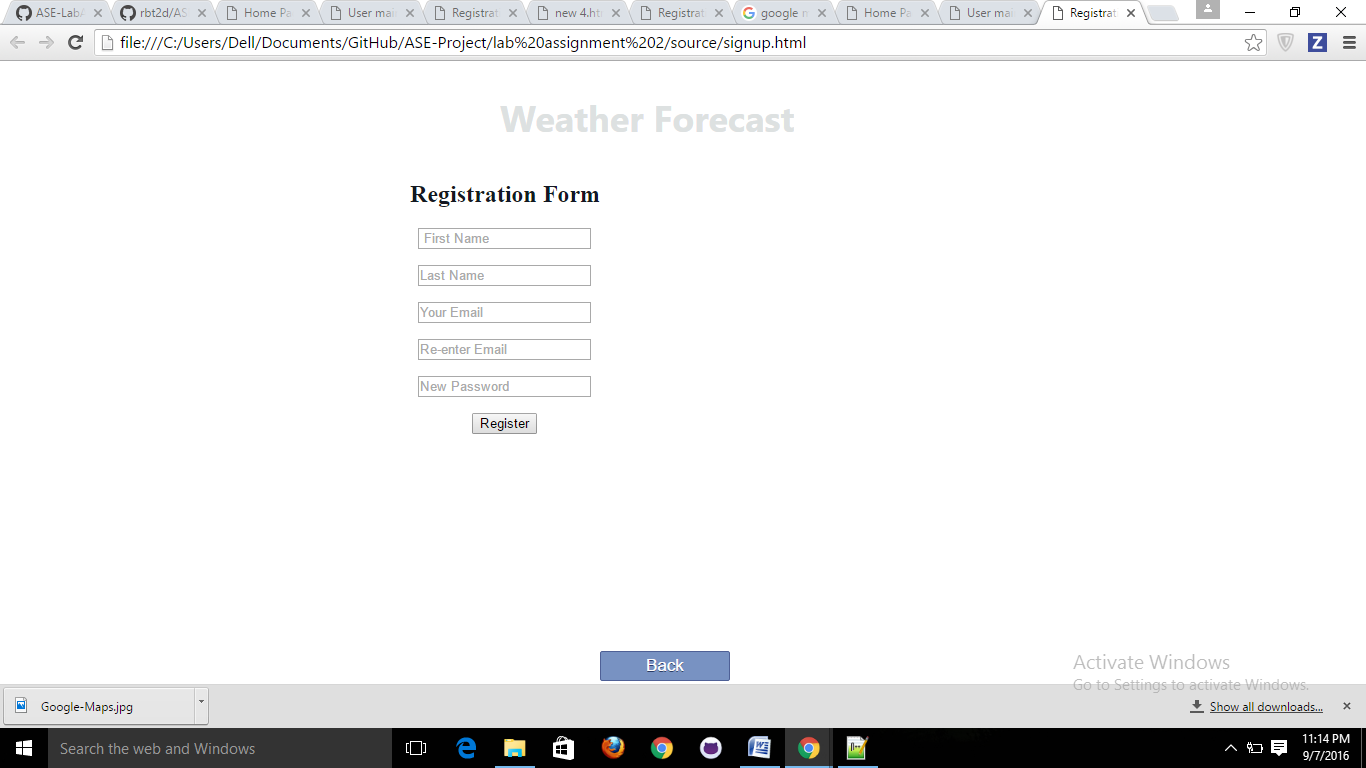 ASE-Lab/ rbt2d/AS Home Pa User mai Registrat new 4.ht Registrat google m Home Pa User mai Registrat
file:///C:/Users/Dell/Documents/GitHub/ASE-Project/lab%20assignment%202/source/signup.html
Z
Weather Forecast
Registration Form
First Name
Last Name
Your Email
Re-enter Email
New Password
Register
Back
Activate Windows
Go to Settings to activate Windows.
Google-Maps.jpg
Show all downloads...
Search the web and Windows
11:14 PM
9/7/2016